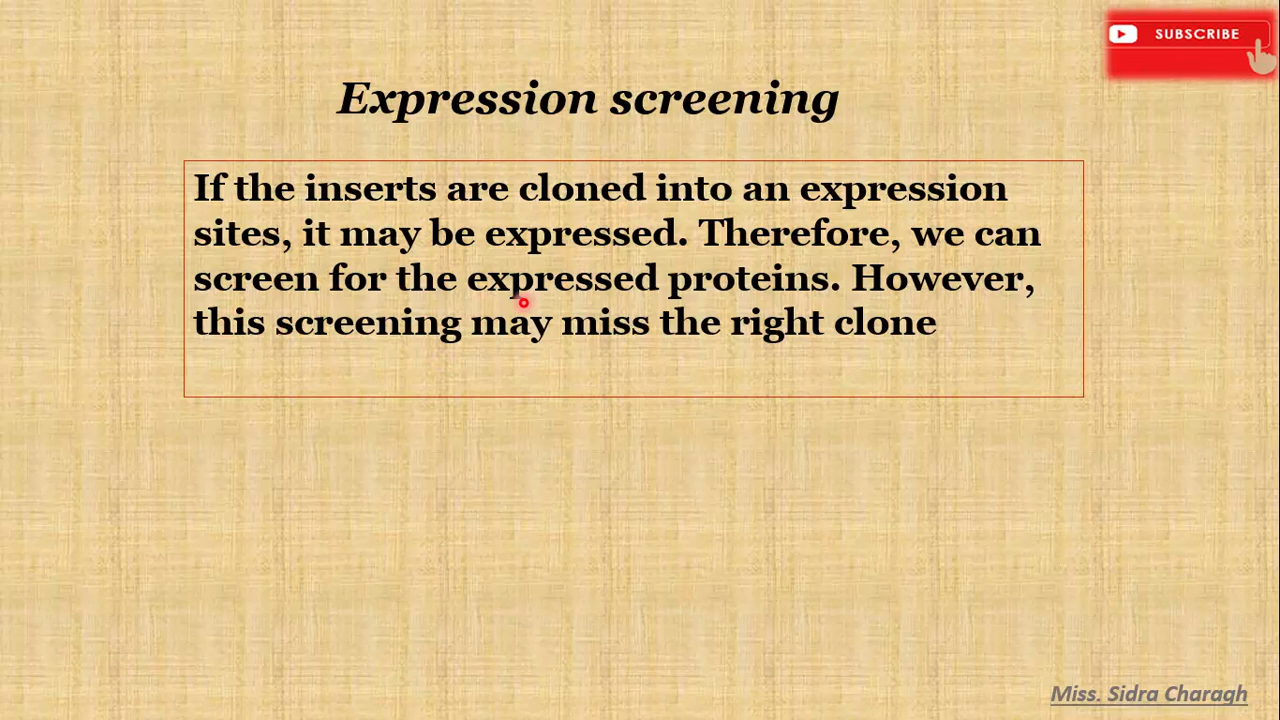 SUBSCRIBE
Expression screening
If the inserts are cloned into an expression
sites, it may be expressed. Therefore, we can
screen for the expressed proteins. However,
this screening may miss the right clone
Miss. Sidra Charagh